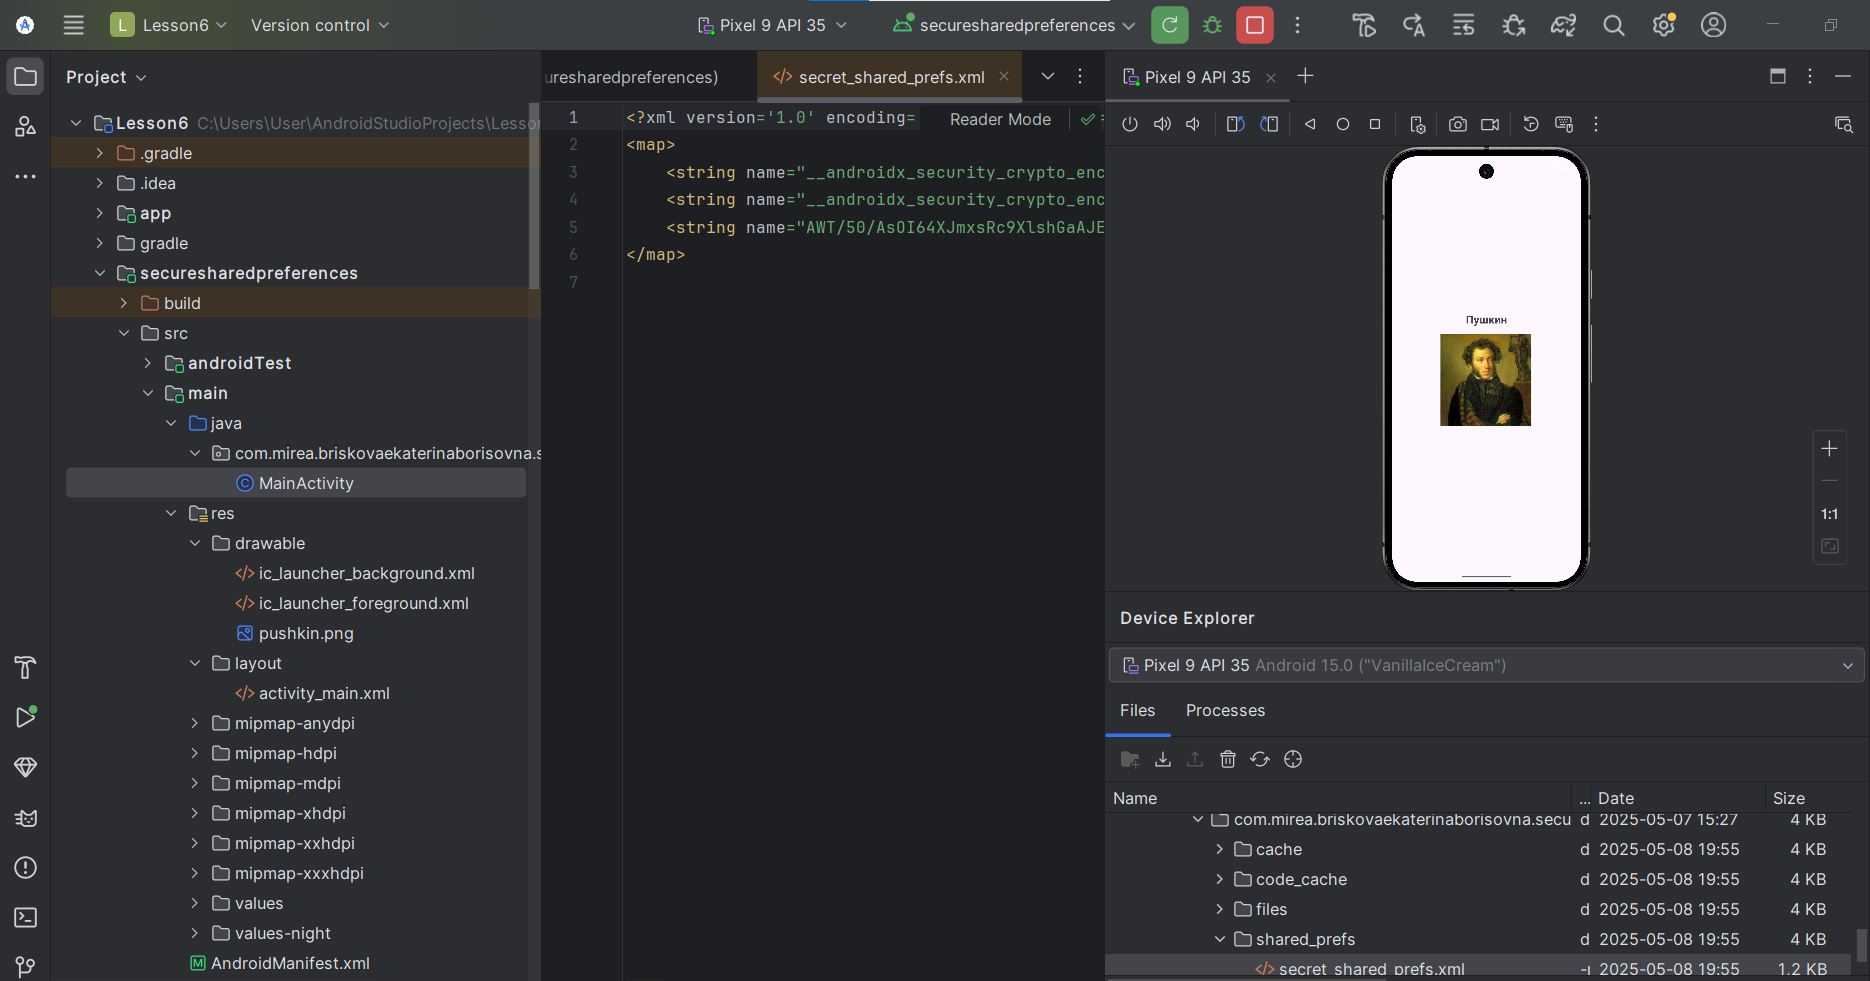 L Lesson6 Version control Pixel 9 API 35 securesharedpreferences
Project
Lesson6 C:\Users\User\AndroidStudioProjects\Lesso
.gradle
.idea
app
gradle
securesharedpreferences
build
src
androidTest
main
java
com.mirea.briskovaekaterinaborisovna.s
MainActivity
res
drawable
ic_launcher_background.xml
ic_launcher_foreground.xml
pushkin.png
layout
activity_main.xml
mipmap-anydpi
mipmap-hdpi
mipmap-mdpi
mipmap-xhdpi
mipmap-xxhdpi
mipmap-xxxhdpi
values
values-night
AndroidManifest.xml
uresharedpreferences) secret_shared_prefs.xml
1 <?xml version='1.0' encoding= Reader Mode
2 <map>
3 <string name="__androidx_security_crypto_enc
4 <string name="__androidx_security_crypto_enc
5 <string name="AWT/50/AsOI64XJmxsRc9XlshGaAJE
6 </map>
7
Pixel 9 API 35
Пушкин
1:1
Device Explorer
Pixel 9 API 35 Android 15.0 ("VanillaIceCream")
Files Processes
Name ... Date Size
com.mirea.briskovaekaterinaborisovna.secu d 2025-05-07 15:27 4 KB
cache d 2025-05-08 19:55 4 KB
code_cache d 2025-05-08 19:55 4 KB
files d 2025-05-08 19:55 4 KB
shared_prefs d 2025-05-08 19:55 4 KB
secret_shared_prefs.xml -r 2025-05-08 19:55 1.2 KB